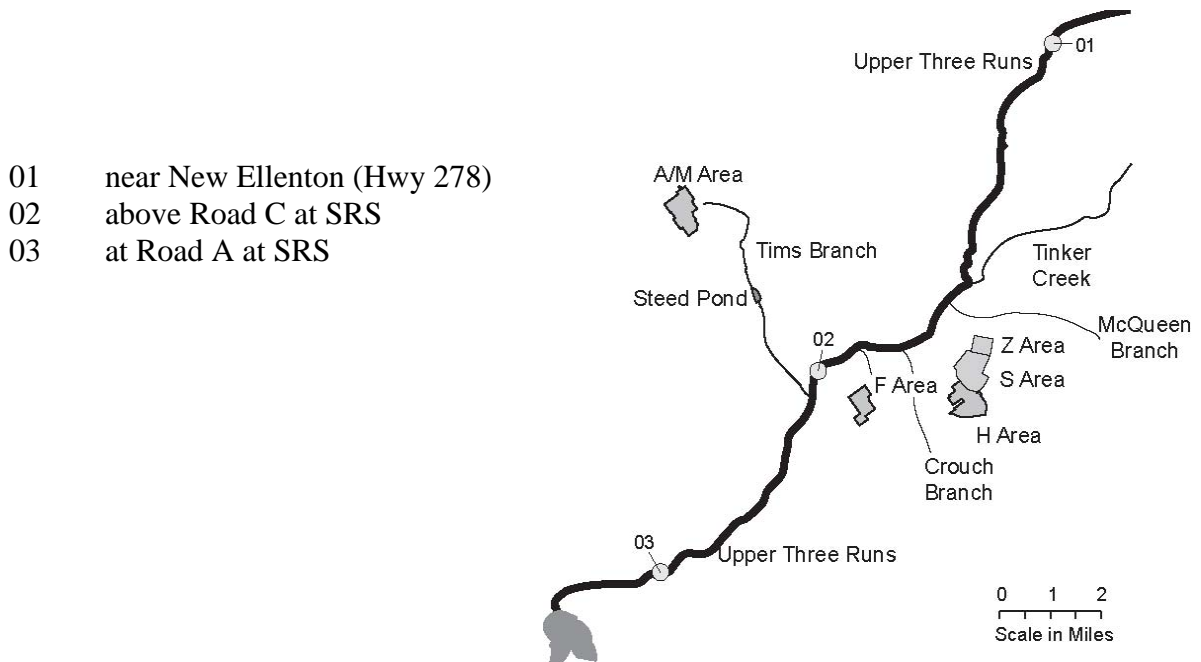 01 near New Ellenton (Hwy 278)
02 above Road C at SRS
03 at Road A at SRS
01
Upper Three Runs
A/M Area
Tims Branch
Tinker
Creek
Steed Pond
McQueen
Branch
02
Z Area
S Area
F Area
H Area
Crouch
Branch
03
Upper Three Runs
0 1 2
Scale in Miles